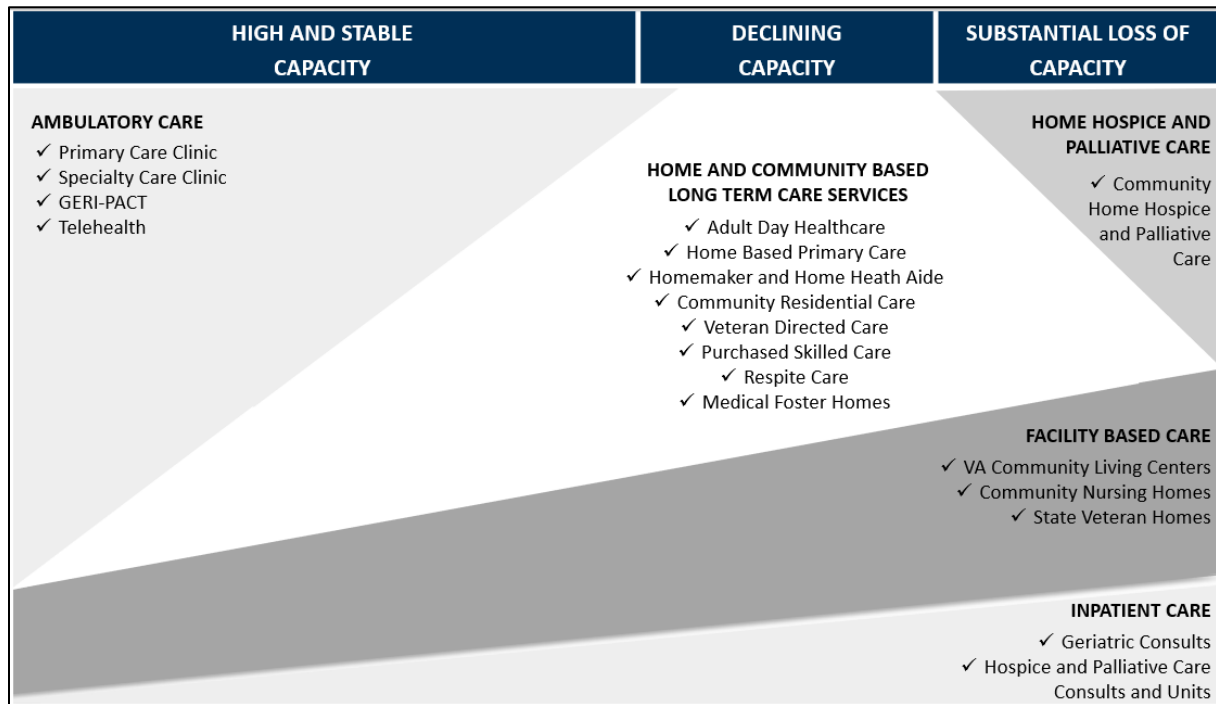 HIGH AND STABLE
CAPACITY
DECLINING
CAPACITY
SUBSTANTIAL LOSS OF
CAPACITY
AMBULATORY CARE
✓ Primary Care Clinic
✓ Specialty Care Clinic
✓ GERI-PACT
✓ Telehealth
HOME AND COMMUNITY BASED
LONG TERM CARE SERVICES
✓ Adult Day Healthcare
✓ Home Based Primary Care
✓ Homemaker and Home Heath Aide
✓ Community Residential Care
✓ Veteran Directed Care
✓ Purchased Skilled Care
✓ Respite Care
✓ Medical Foster Homes
HOME HOSPICE AND
PALLIATIVE CARE
✓ Community
Home Hospice
and Palliative
Care
FACILITY BASED CARE
✓ VA Community Living Centers
✓ Community Nursing Homes
✓ State Veteran Homes
INPATIENT CARE
✓ Geriatric Consults
✓ Hospice and Palliative Care
Consults and Units